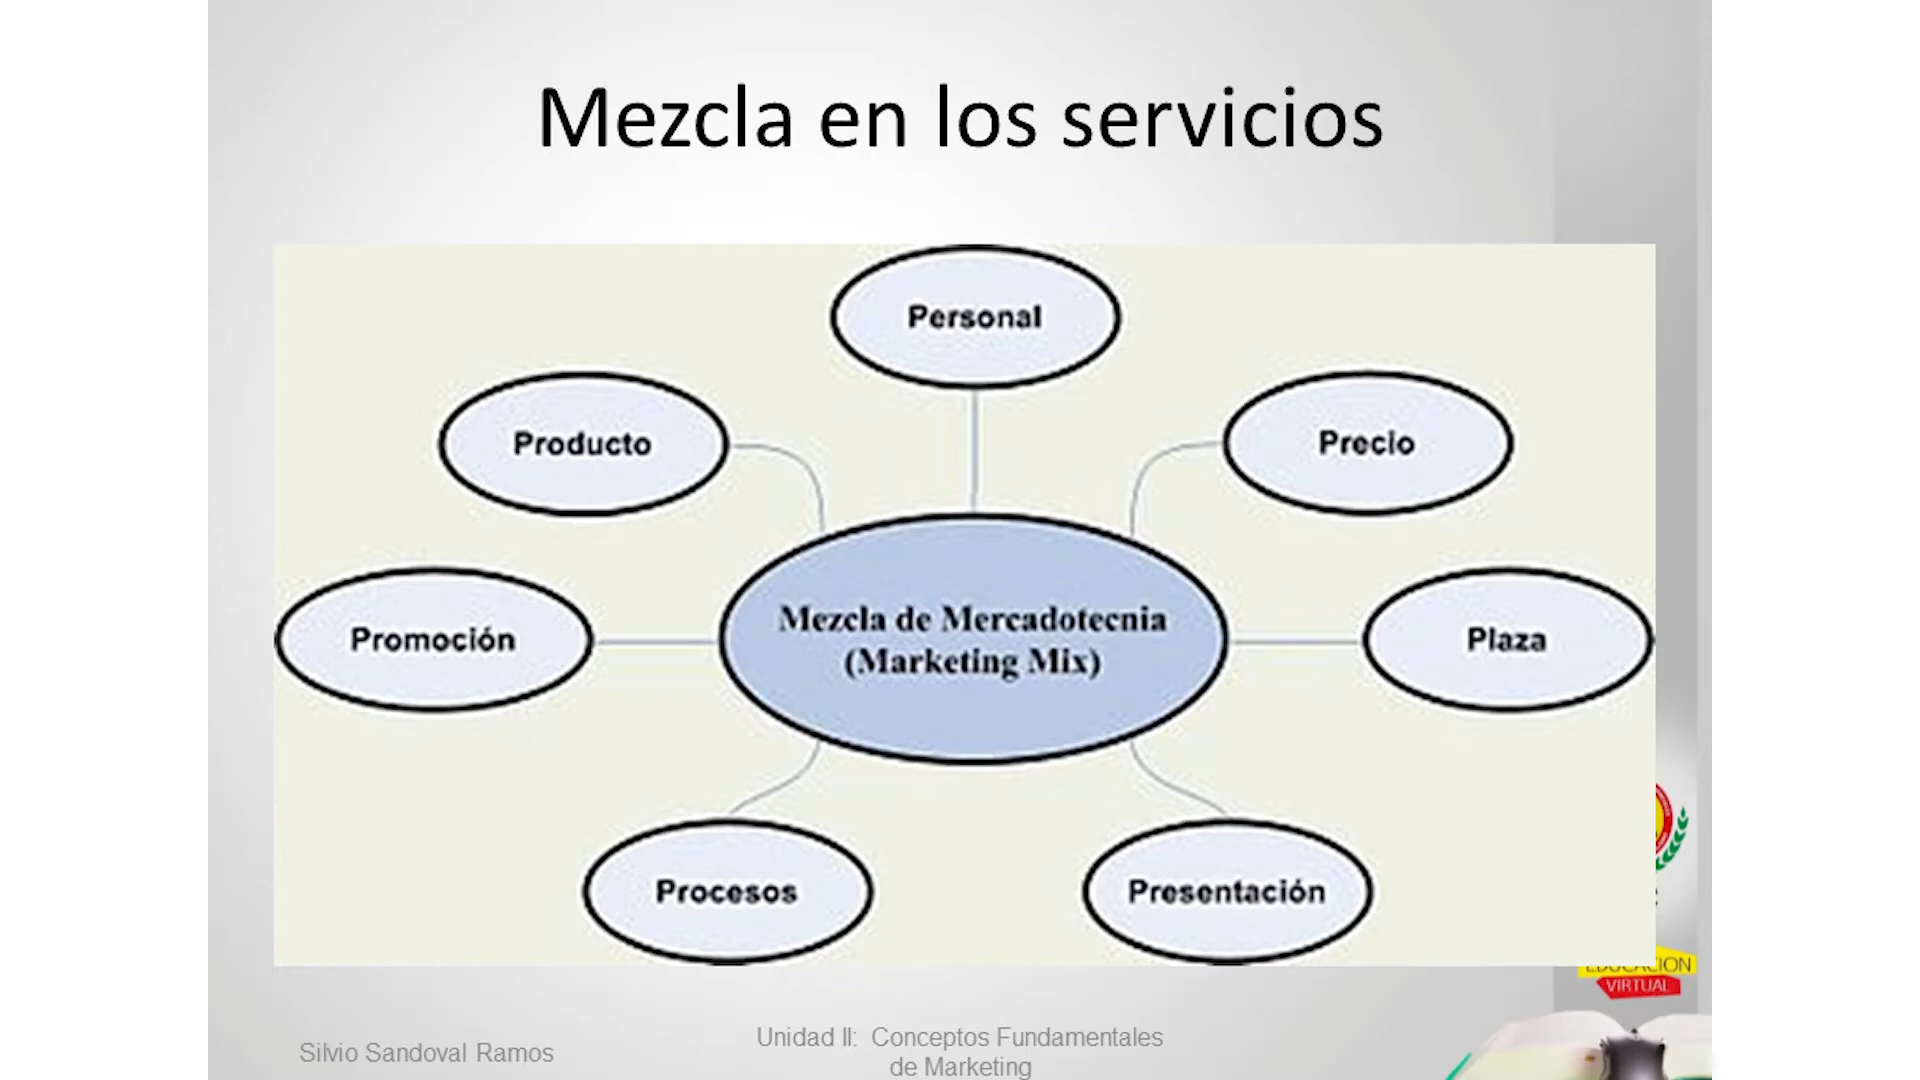 Mezcla en los servicios
Personal
Producto
Precio
Mezcla de Mercadotecnia
(Marketing Mix)
Promoción
Plaza
Procesos
Presentación
EDUCACION
VIRTUAL
Silvio Sandoval Ramos
Unidad II: Conceptos Fundamentales
de Marketing